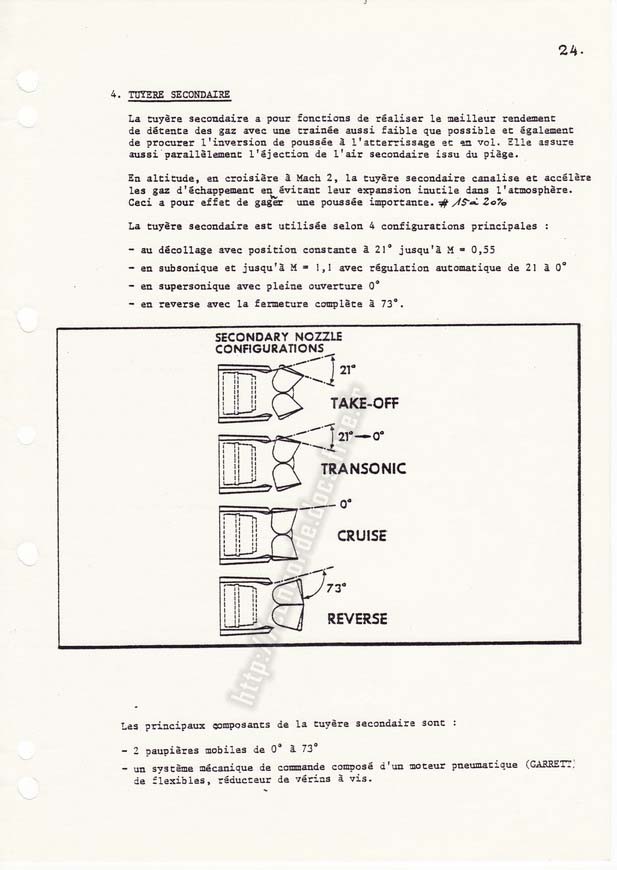 24.
4. TUYERE SECONDAIRE
La tuyère secondaire a pour fonctions de réaliser le meilleur rendement
de détente des gaz avec une trainée aussi faible que possible et également
de procurer l'inversion de poussée à l'atterrissage et en vol. Elle assure
aussi parallèlement l'éjection de l'air secondaire issu du piège.
En altitude, en croisière à Mach 2, la tuyère secondaire canalise et accélère
les gaz d'échappement en évitant leur expansion inutile dans l'atmosphère.
Ceci a pour effet de gager une poussée importante. # 15 à 20%
La tuyère secondaire est utilisée selon 4 configurations principales :
- au décollage avec position constante à 21° jusqu'à M = 0,55
- en subsonique et jusqu'à M = 1,1 avec régulation automatique de 21 à 0°
- en supersonique avec pleine ouverture 0°
- en reverse avec la fermeture complète à 73°.
SECONDARY NOZZLE
CONFIGURATIONS
21°
TAKE-OFF
21°→0°
TRANSONIC
0°
CRUISE
73°
REVERSE
Les principaux composants de la tuyère secondaire sont :
- 2 paupières mobiles de 0° à 73°
- un système mécanique de commande composé d'un moteur pneumatique (GARRETT)
de flexibles, réducteur de vérins à vis.